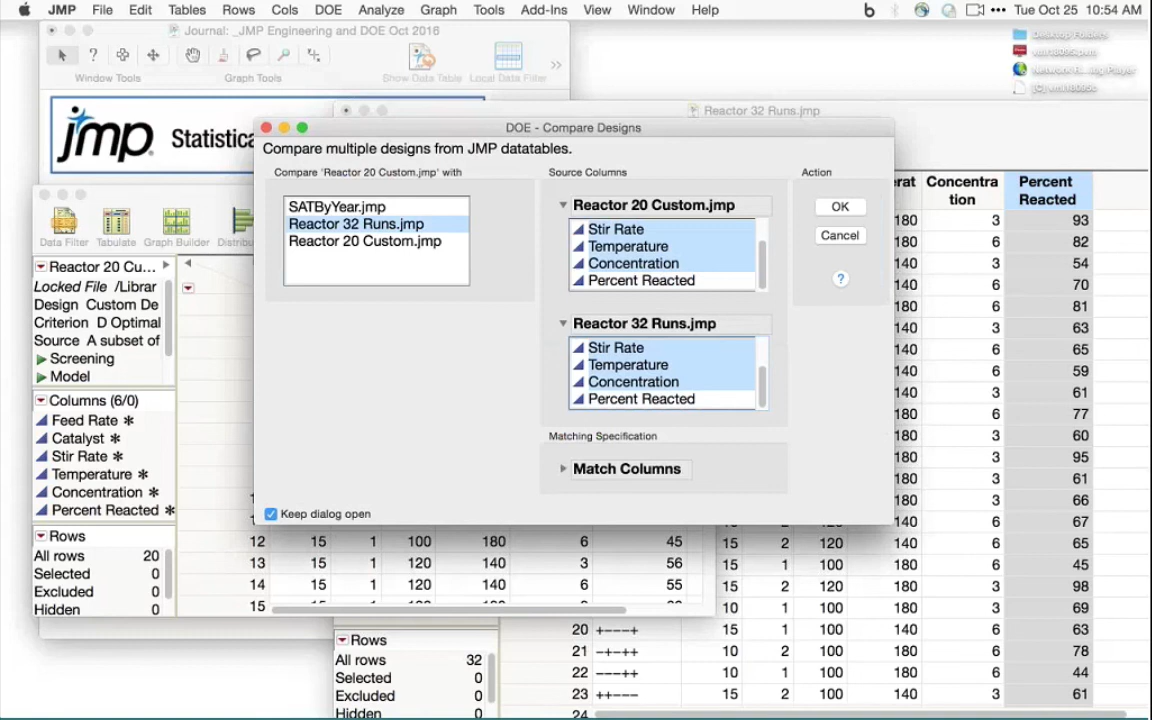 JMP File Edit Tables Rows Cols DOE Analyze Graph Tools Add-Ins View Window Help Tue Oct 25 10:54 AM
Journal: _JMP Engineering and DOE Oct 2016
Window Tools Graph Tools Show Data Table Local Data Filter
Desktop Folders
vml18095.pem
jmp Statistica
Reactor 32 Runs.jmp
DOE - Compare Designs
Compare multiple designs from JMP datatables.
Compare 'Reactor 20 Custom.jmp' with
SATByYear.jmp
Reactor 32 Runs.jmp
Reactor 20 Custom.jmp
Source Columns
Reactor 20 Custom.jmp
Stir Rate
Temperature
Concentration
Percent Reacted
Reactor 32 Runs.jmp
Stir Rate
Temperature
Concentration
Percent Reacted
Matching Specification
Match Columns
Action
OK
Cancel
?
Keep dialog open
Data Filter Tabulate Graph Builder Distribu
Reactor 20 Cu...
Locked File /Librar
Design Custom De
Criterion D Optimal
Source A subset of
Screening
Model
Columns (6/0)
Feed Rate
Catalyst
Stir Rate
Temperature
Concentration
Percent Reacted
Rows
All rows 20
Selected 0
Excluded 0
Hidden 0
12 15 1 100 180 6 45
13 15 1 120 140 3 56
14 15 1 120 140 6 55
15
Rows
All rows 32
Selected 0
Excluded 0
Hidden 0
erat Concentra Percent
tion Reacted
180 3 93
180 6 82
140 3 54
140 6 70
180 6 81
140 3 63
140 6 65
140 6 59
140 3 61
180 6 77
180 3 60
180 3 95
140 3 61
180 3 66
140 6 67
15 2 120 140 6 65
15 1 100 180 6 45
15 2 120 180 3 98
10 1 100 180 3 69
20 +−−−+ 15 1 100 140 6 63
21 −+−++ 10 2 100 180 6 78
22 −−−++ 10 1 100 180 6 44
23 ++−−− 15 2 100 140 3 61
24